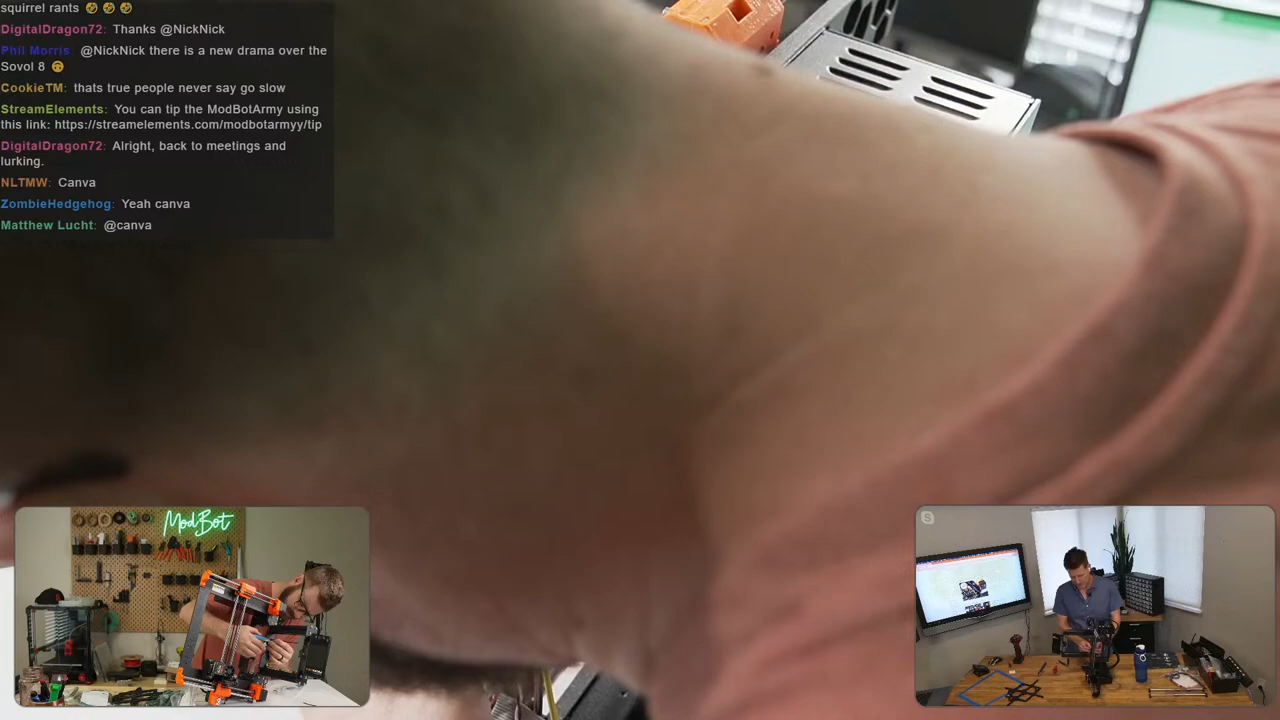 squirrel rants 🤣 🤣 🤣
DigitalDragon72: Thanks @NickNick
Phil Morris: @NickNick there is a new drama over the
Sovol 8 🙃
CookieTM: thats true people never say go slow
StreamElements: You can tip the ModBotArmy using
this link: https://streamelements.com/modbotarmyy/tip
DigitalDragon72: Alright, back to meetings and
lurking.
NLTMW: Canva
ZombieHedgehog: Yeah canva
Matthew Lucht: @canva
ModBot